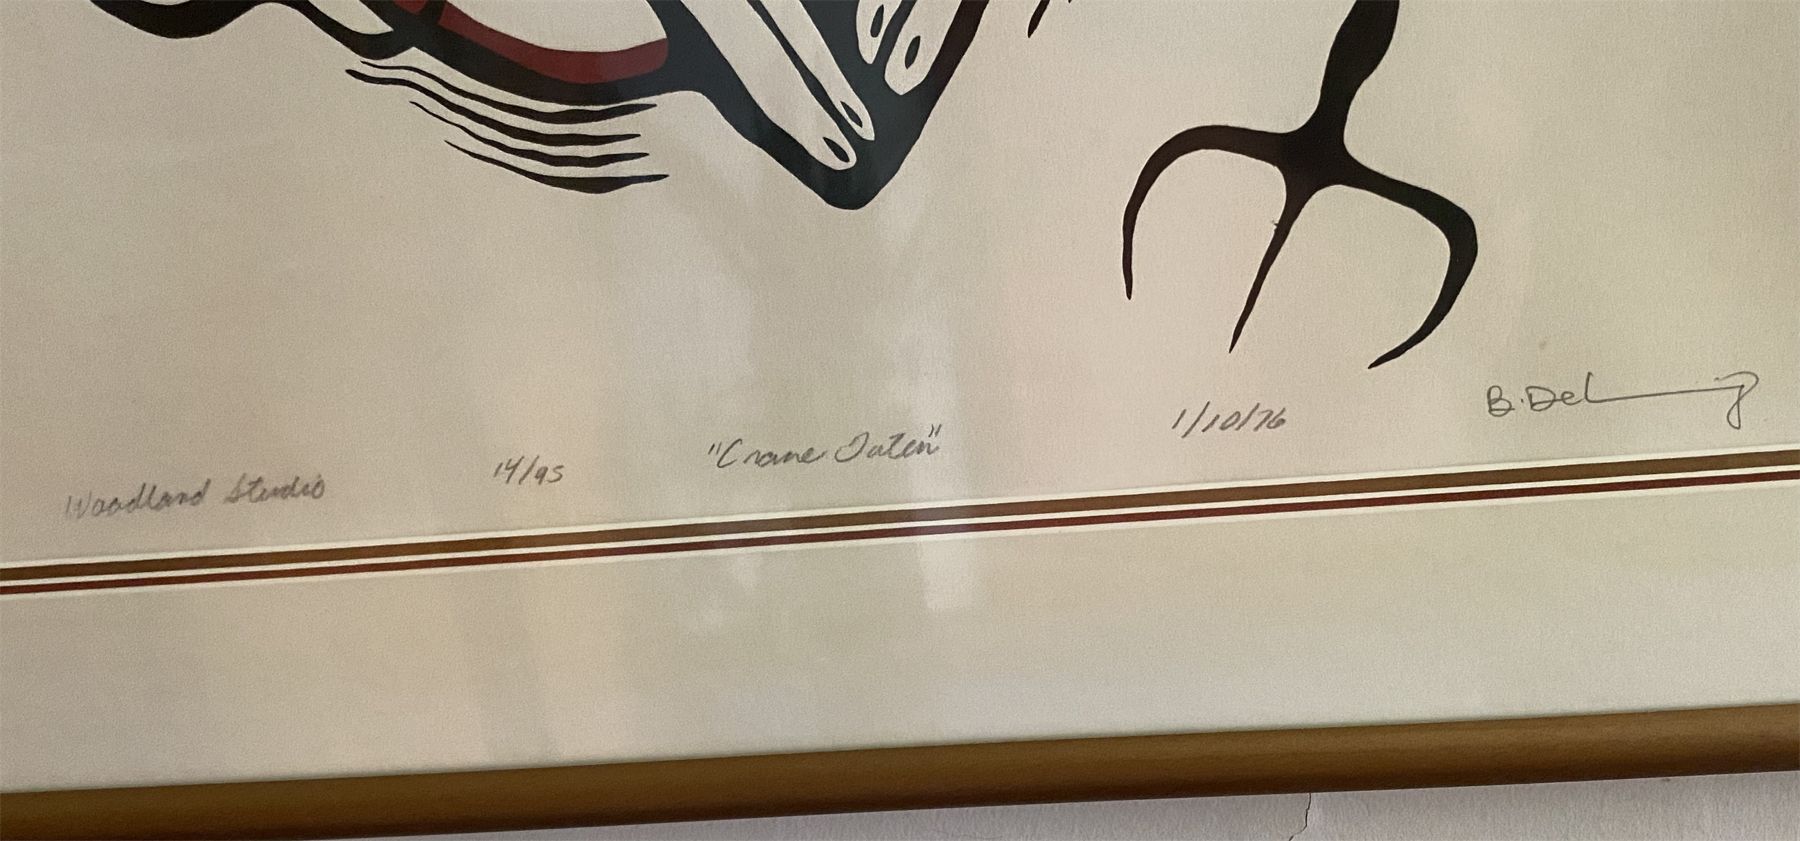 Woodland Studio 14/95 "Crane Totem" 1/10/76 B. Del